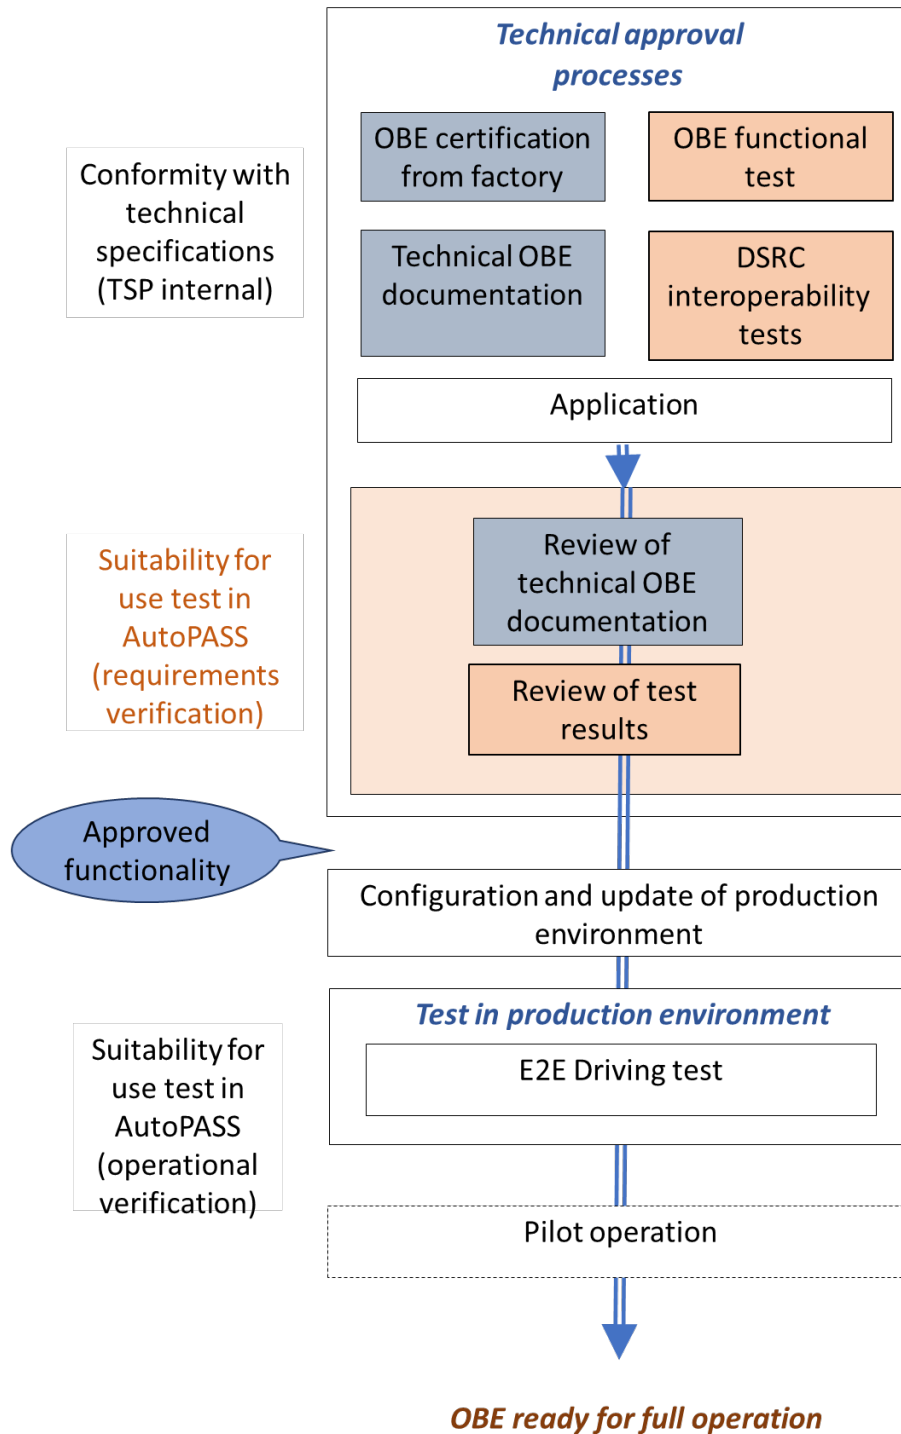 Technical approval
processes
OBE certification
from factory
OBE functional
test
Conformity with
technical
specifications
(TSP internal)
Technical OBE
documentation
DSRC
interoperability
tests
Application
Suitability for
use test in
AutoPASS
(requirements
verification)
Review of
technical OBE
documentation
Review of test
results
Approved
functionality
Configuration and update of production
environment
Test in production environment
Suitability for
use test in
AutoPASS
(operational
verification)
E2E Driving test
Pilot operation
OBE ready for full operation